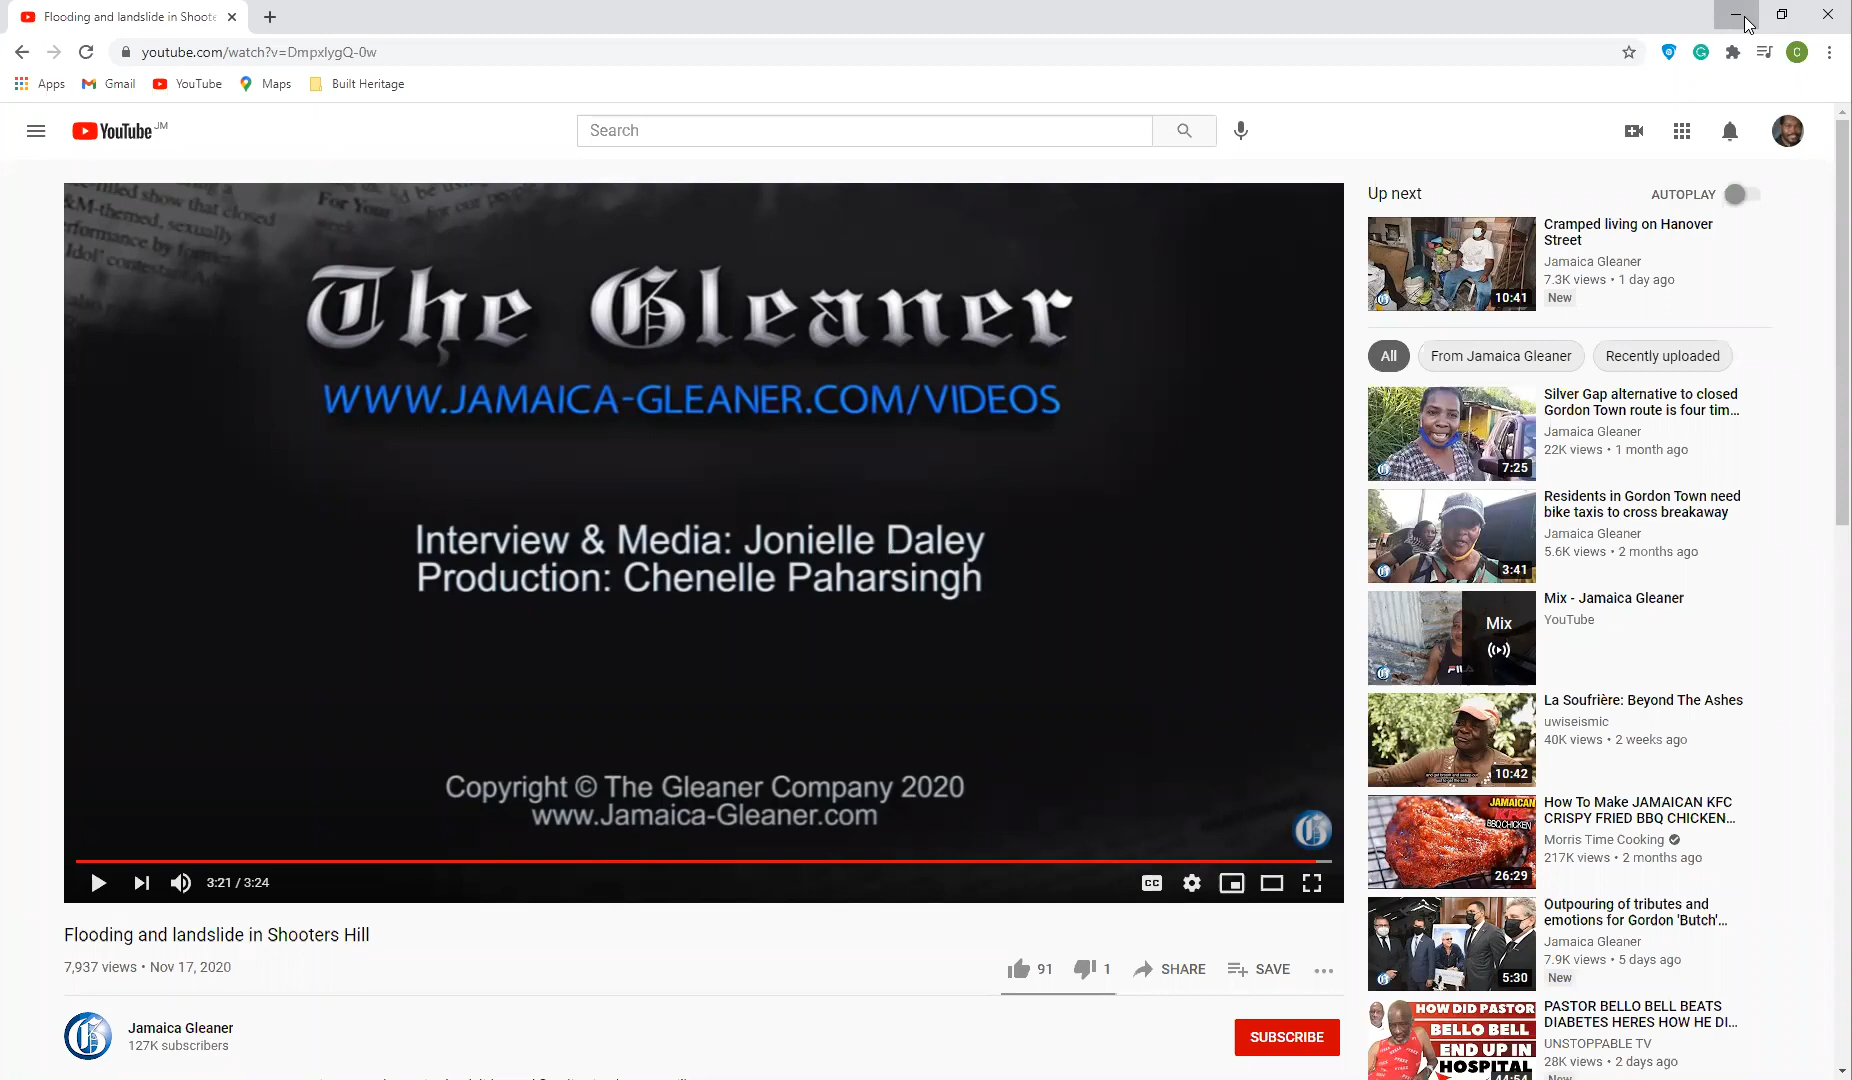 Flooding and landslide in Shoote
youtube.com/watch?v=DmpxlygQ-0w
C
Apps
Gmail
YouTube
Maps
Built Heritage
YouTube JM
Search
For Your
&M-themed, sexually
Idol" contest
The Gleaner
WWW.JAMAICA-GLEANER.COM/VIDEOS
Interview & Media: Jonielle Daley
Production: Chenelle Paharsingh
Copyright © The Gleaner Company 2020
www.Jamaica-Gleaner.com
G
3:21 / 3:24
CC
Flooding and landslide in Shooters Hill
7,937 views • Nov 17, 2020
91
1
SHARE
SAVE
Jamaica Gleaner
127K subscribers
SUBSCRIBE
Up next
AUTOPLAY
10:41
Cramped living on Hanover
Street
Jamaica Gleaner
7.3K views • 1 day ago
New
All
From Jamaica Gleaner
Recently uploaded
7:25
Silver Gap alternative to closed
Gordon Town route is four tim...
Jamaica Gleaner
22K views • 1 month ago
3:41
Residents in Gordon Town need
bike taxis to cross breakaway
Jamaica Gleaner
5.6K views • 2 months ago
Mix
FILA
Mix - Jamaica Gleaner
YouTube
10:42
La Soufrière: Beyond The Ashes
uwiseismic
40K views • 2 weeks ago
JAMAICAN
BBQ CHICKEN
26:29
How To Make JAMAICAN KFC
CRISPY FRIED BBQ CHICKEN...
Morris Time Cooking
217K views • 2 months ago
5:30
Outpouring of tributes and
emotions for Gordon 'Butch'...
Jamaica Gleaner
7.9K views • 5 days ago
New
HOW DID PASTOR
BELLO BELL
END UP IN
HOSPITAL
44:54
PASTOR BELLO BELL BEATS
DIABETES HERES HOW HE DI...
UNSTOPPABLE TV
28K views • 2 days ago
New